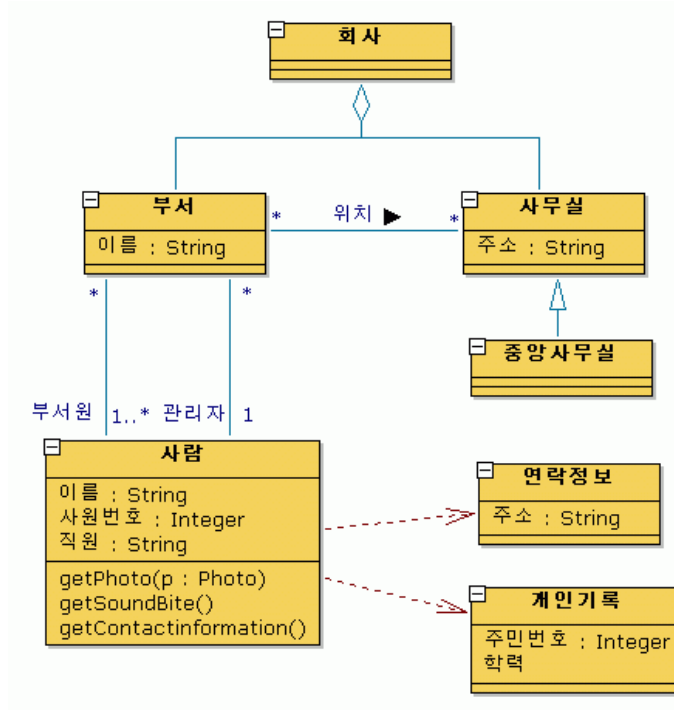 회사
부서
이름 : String
* 위치 ▶ *
사무실
주소 : String
중앙사무실
* *
부서원 1..* 관리자 1
사람
이름 : String
사원번호 : Integer
직원 : String
getPhoto(p : Photo)
getSoundBite()
getContactinformation()
연락정보
주소 : String
개인기록
주민번호 : Integer
학력